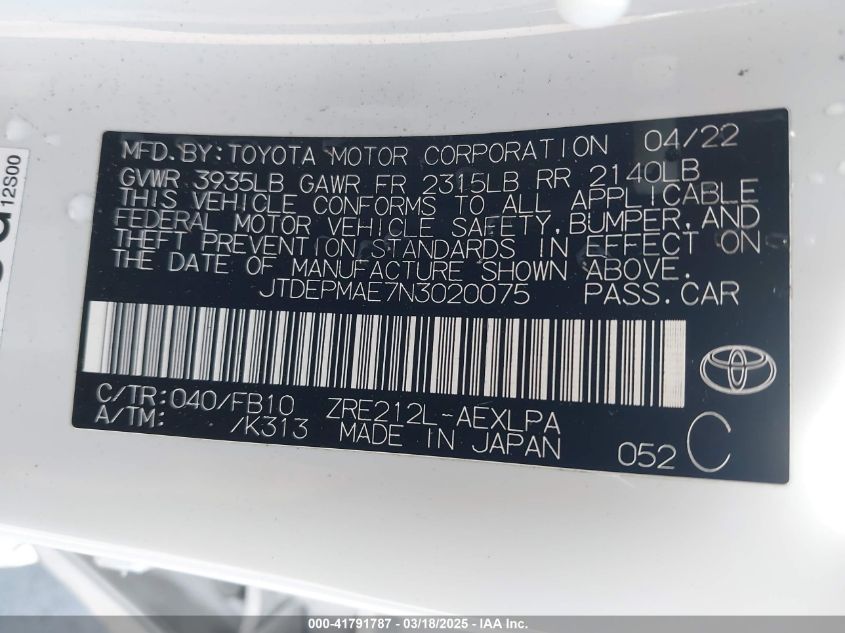 12S00
MFD.BY:TOYOTA MOTOR CORPORATION 04/22
GVWR 3935LB GAWR FR 2315LB RR 2140LB
THIS VEHICLE CONFORMS TO ALL APPLICABLE
FEDERAL MOTOR VEHICLE SAFETY,BUMPER,AND
THEFT PREVENTION STANDARDS IN EFFECT ON
THE DATE OF MANUFACTURE SHOWN ABOVE.
JTDEPMAE7N3020075 PASS.CAR
C/TR:040/FB10 ZRE212L-AEXLPA
A/TM: /K313 MADE IN JAPAN 052 C
©VIN: - 41791787 - 03/18/2025 - IAA Inc.